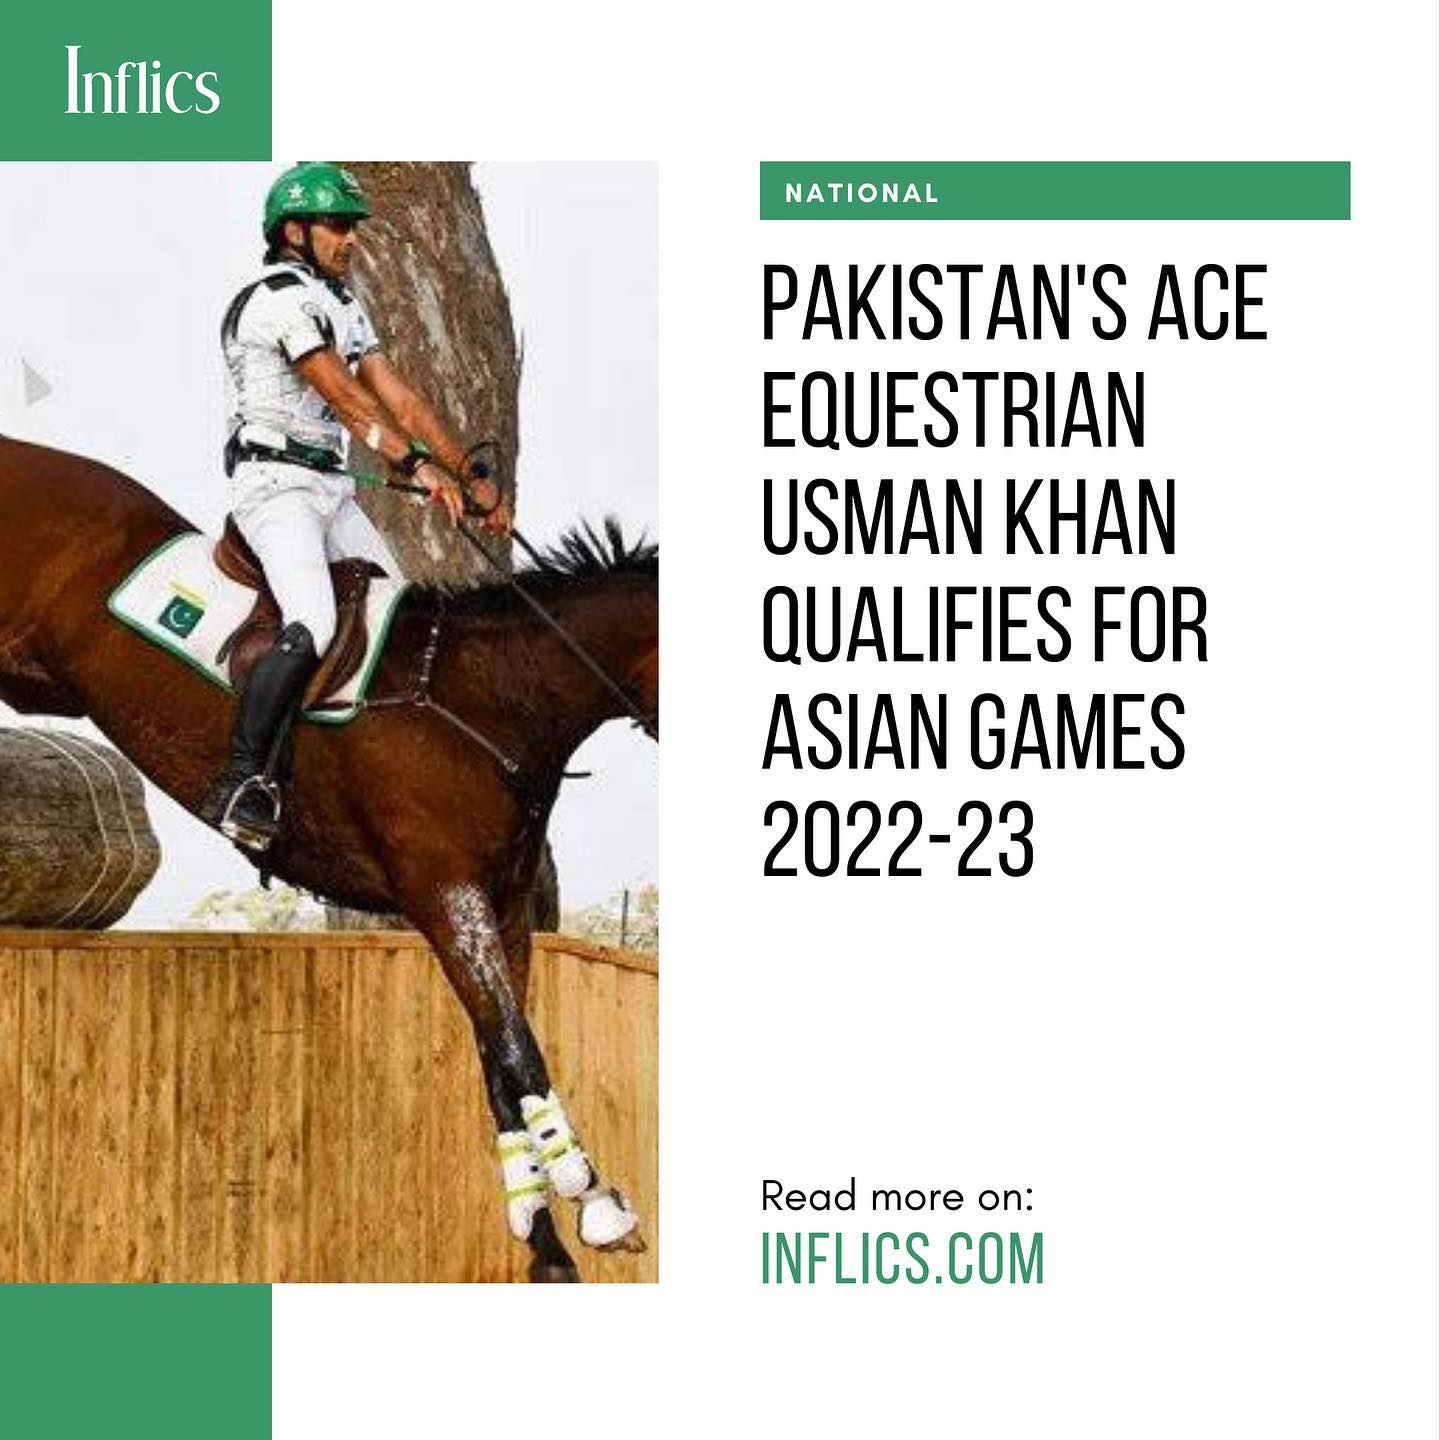 Inflics
NATIONAL
PAKISTAN'S ACE
EQUESTRIAN
USMAN KHAN
QUALIFIES FOR
ASIAN GAMES
2022-23
Read more on:
INFLICS.COM